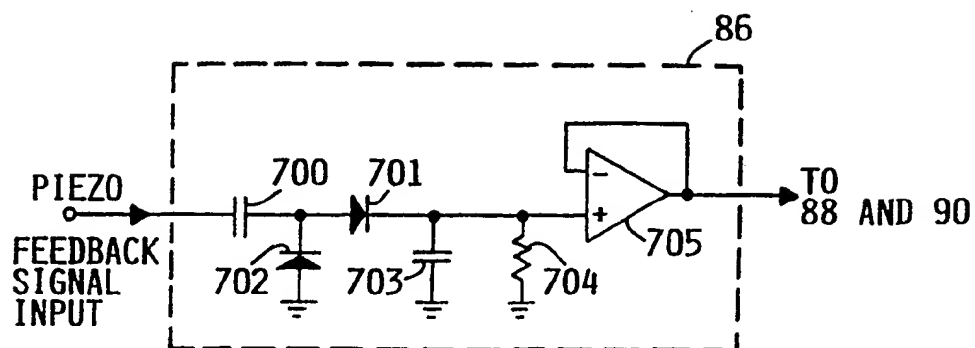 86
PIEZO
FEEDBACK
SIGNAL
INPUT
700
701
702
703
704
-
+
705
TO
88 AND 90